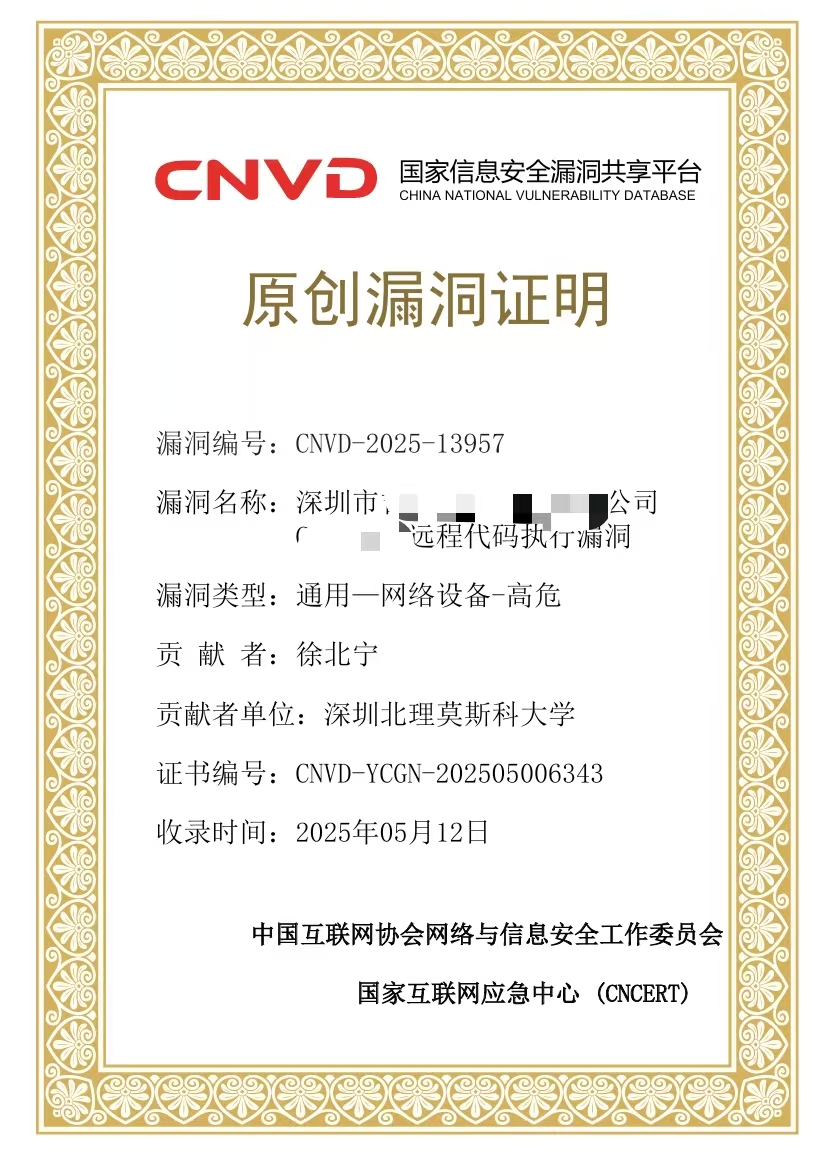 CNVD
国家信息安全漏洞共享平台
CHINA NATIONAL VULNERABILITY DATABASE
原创漏洞证明
漏洞编号：CNVD-2025-13957
漏洞名称：深圳市 公司
远程代码执行漏洞
漏洞类型：通用—网络设备-高危
贡 献 者：徐北宁
贡献者单位：深圳北理莫斯科大学
证书编号：CNVD-YCGN-202505006343
收录时间：2025年05月12日
中国互联网协会网络与信息安全工作委员会
国家互联网应急中心 (CNCERT)